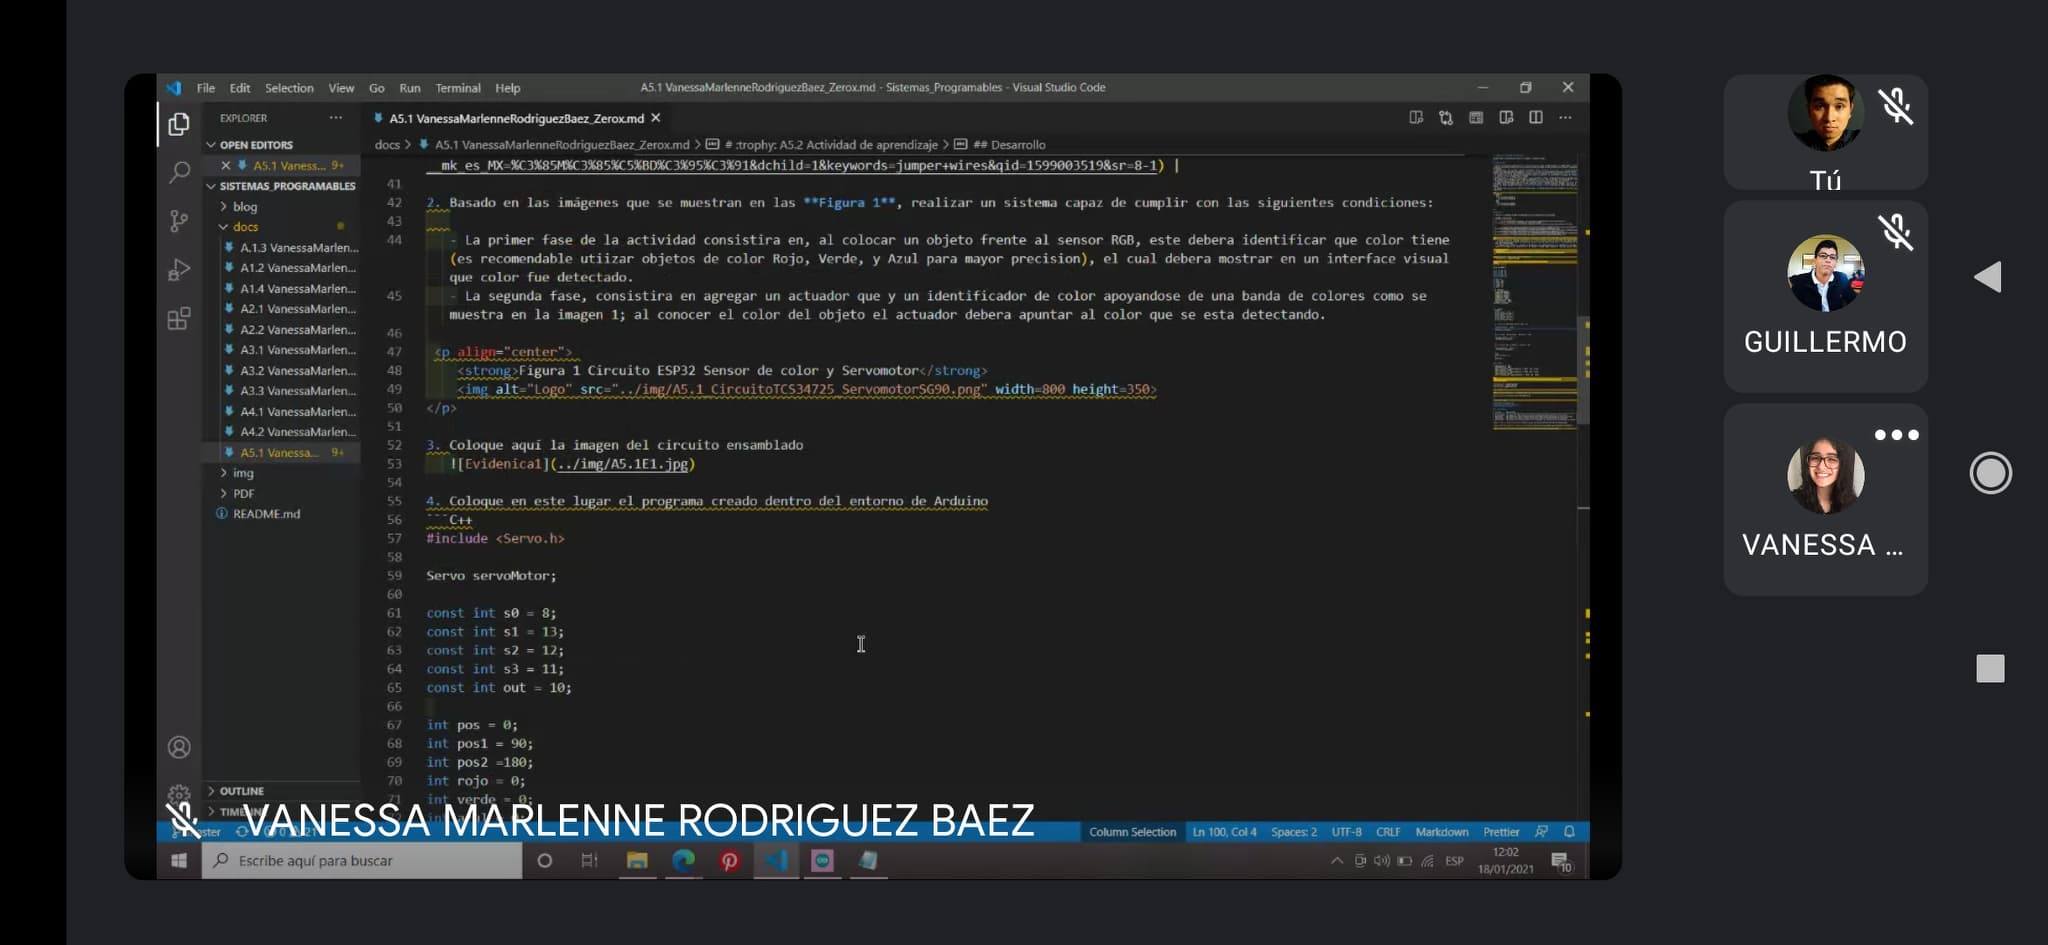 File Edit Selection View Go Run Terminal Help
A5.1 VanessaMarlenneRodriguezBaez_Zerox.md - Sistemas_Programables - Visual Studio Code
EXPLORER
A5.1 VanessaMarlenneRodriguezBaez_Zerox.md
OPEN EDITORS
A5.1 Vaness... 9+
SISTEMAS_PROGRAMABLES
blog
docs
A.1.3 VanessaMarlen...
A1.2 VanessaMarlen...
A1.4 VanessaMarlen...
A2.1 VanessaMarlen...
A2.2 VanessaMarlen...
A3.1 VanessaMarlen...
A3.2 VanessaMarlen...
A3.3 VanessaMarlen...
A4.1 VanessaMarlen...
A4.2 VanessaMarlen...
A5.1 Vanessa... 9+
img
PDF
README.md
OUTLINE
docs > A5.1 VanessaMarlenneRodriguezBaez_Zerox.md > # :trophy: A5.2 Actividad de aprendizaje > ## Desarrollo
__mk_es_MX=%C3%85M%C3%85%C5%BD%C3%95%C3%91&dchild=1&keywords=jumper+wires&qid=1599003519&sr=8-1) |
41
42 2. Basado en las imágenes que se muestran en las **Figura 1**, realizar un sistema capaz de cumplir con las siguientes condiciones:
43
44 - La primer fase de la actividad consistira en, al colocar un objeto frente al sensor RGB, este debera identificar que color tiene
(es recomendable utiizar objetos de color Rojo, Verde, y Azul para mayor precision), el cual debera mostrar en un interface visual
que color fue detectado.
45 - La segunda fase, consistira en agregar un actuador que y un identificador de color apoyandose de una banda de colores como se
muestra en la imagen 1; al conocer el color del objeto el actuador debera apuntar al color que se esta detectando.
46
47 <p align="center">
48 <strong>Figura 1 Circuito ESP32 Sensor de color y Servomotor</strong>
49 <img alt="Logo" src="../img/A5.1_CircuitoTCS34725_ServomotorSG90.png" width=800 height=350>
50 </p>
51
52 3. Coloque aquí la imagen del circuito ensamblado
53 ![Evidenica1](../img/A5.1E1.jpg)
54
55 4. Coloque en este lugar el programa creado dentro del entorno de Arduino
56 ```C++
57 #include <Servo.h>
58
59 Servo servoMotor;
60
61 const int s0 = 8;
62 const int s1 = 13;
63 const int s2 = 12;
64 const int s3 = 11;
65 const int out = 10;
66
67 int pos = 0;
68 int pos1 = 90;
69 int pos2 =180;
70 int rojo = 0;
71 int verde = 0;
VANESSA MARLENNE RODRIGUEZ BAEZ
Column Selection Ln 100, Col 4 Spaces: 2 UTF-8 CRLF Markdown Prettier
Escribe aquí para buscar
ESP
12:02
18/01/2021
10
Tú
GUILLERMO
VANESSA ...